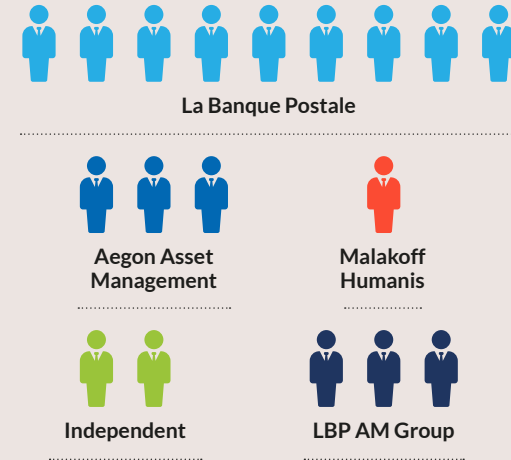 La Banque Postale
Aegon Asset
Management
Malakoff
Humanis
Independent
LBP AM Group